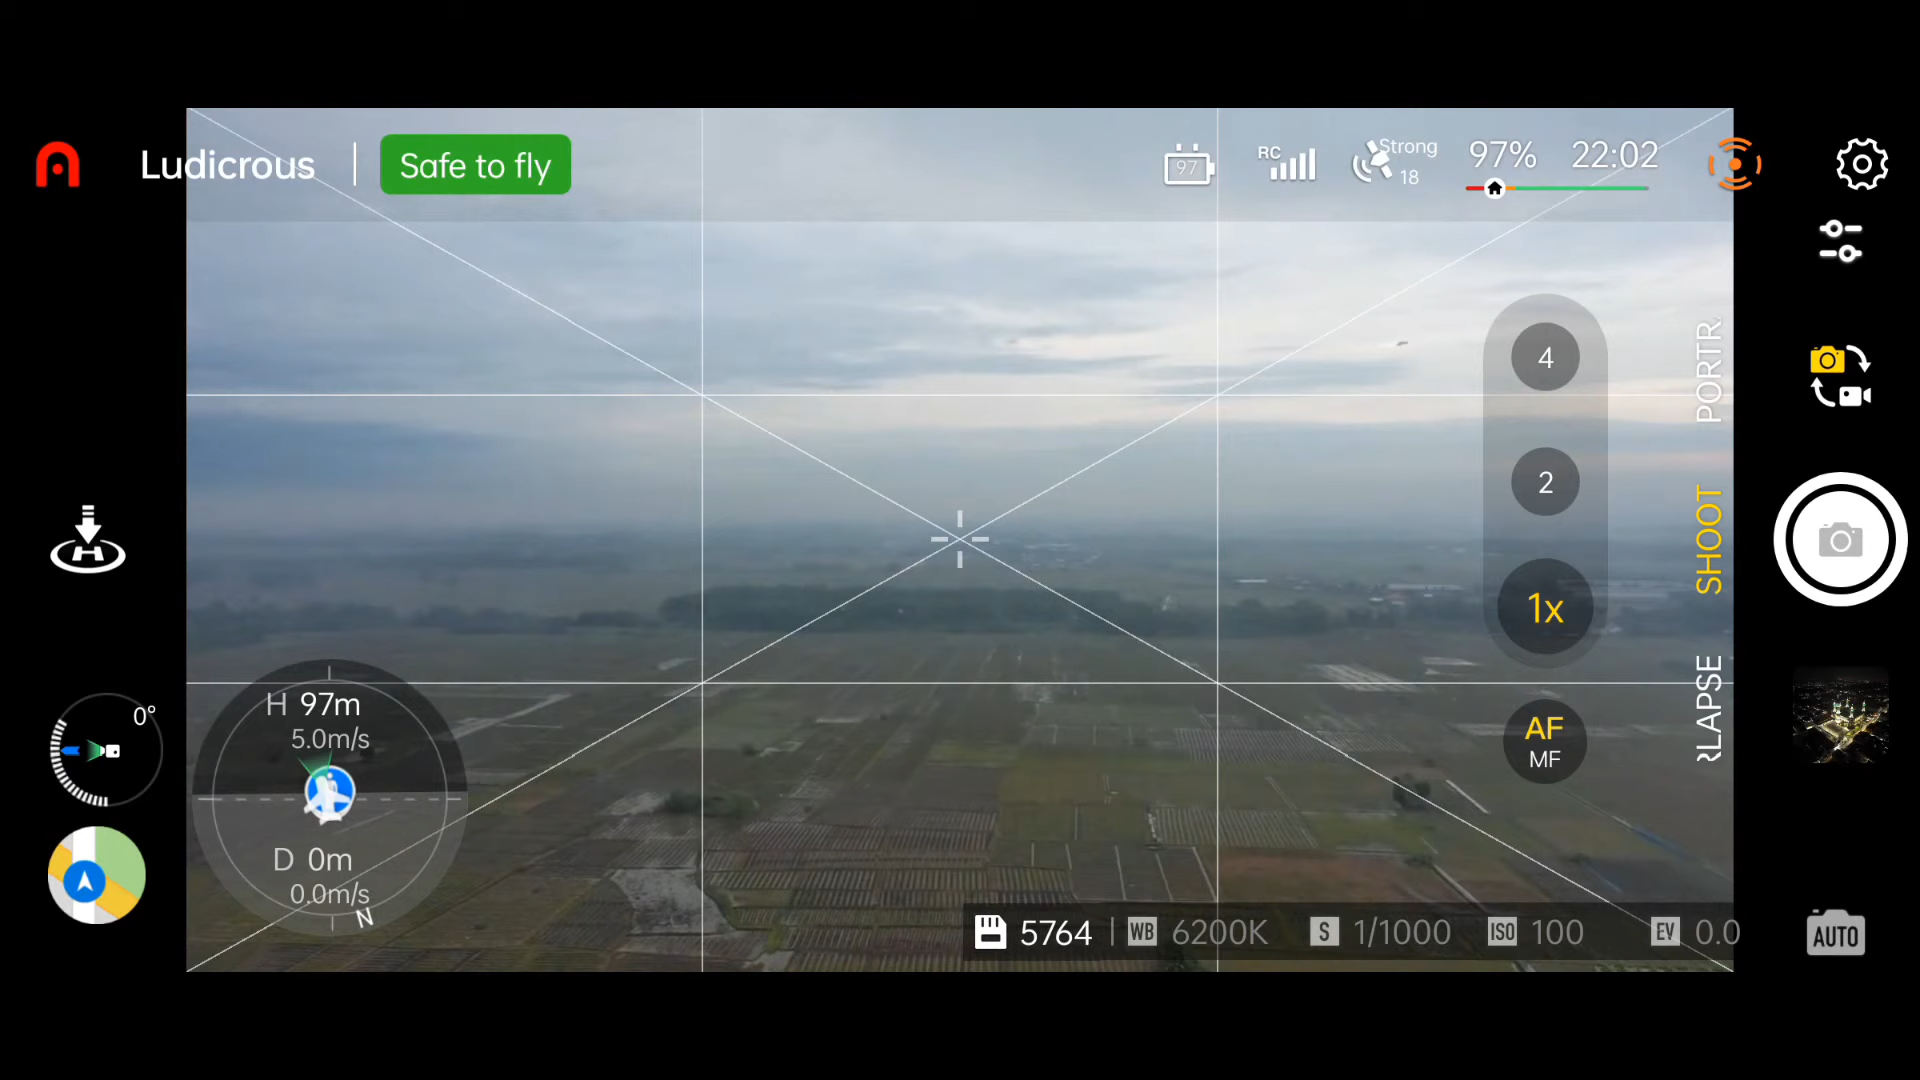 Ludicrous
Safe to fly
97
RC
Strong
18
97%
22:02
4
2
1x
AF
MF
PORTR.
SHOOT
RLAPSE
0°
H 97m
5.0m/s
D 0m
0.0m/s
N
H
5764
WB 6200K
S 1/1000
ISO 100
EV 0.0
AUTO